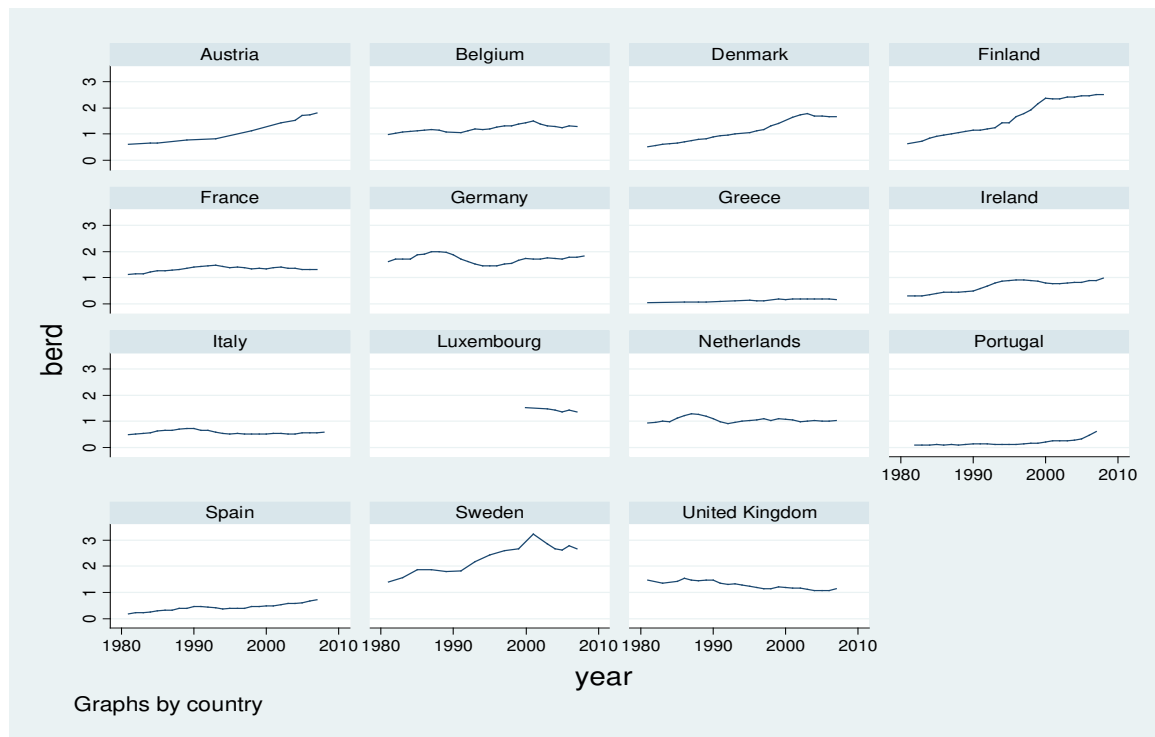 Austria Belgium Denmark Finland
3
2
1
0
France Germany Greece Ireland
3
2
1
0
berd
Italy Luxembourg Netherlands Portugal
3
2
1
0
1980 1990 2000 2010
Spain Sweden United Kingdom
3
2
1
0
1980 1990 2000 2010 1980 1990 2000 2010 1980 1990 2000 2010
year
Graphs by country